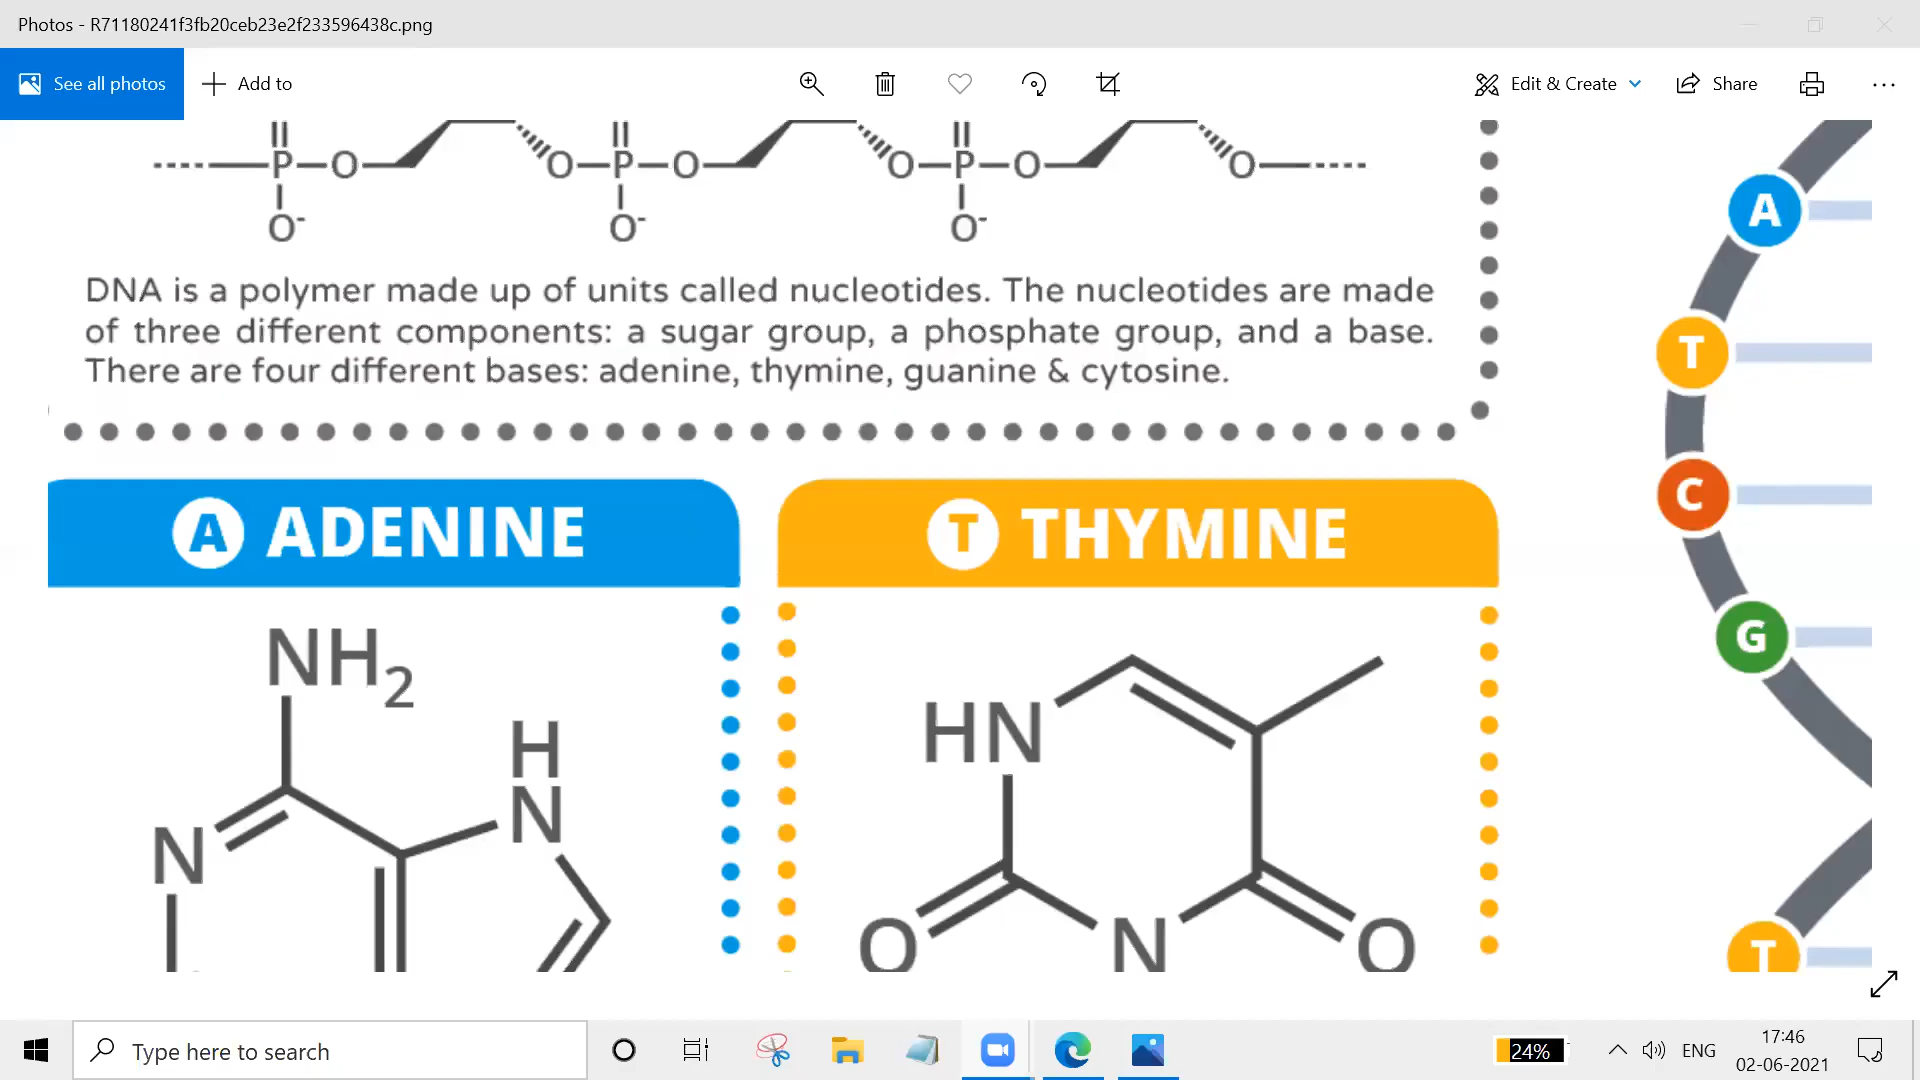 Photos - R71180241f3fb20ceb23e2f233596438c.png
See all photos
Add to
Edit & Create
Share
P O O P O O P O O
O- O- O-
DNA is a polymer made up of units called nucleotides. The nucleotides are made
of three different components: a sugar group, a phosphate group, and a base.
There are four different bases: adenine, thymine, guanine & cytosine.
A ADENINE
T THYMINE
NH2
H
N
N
HN
O
N
O
A
T
C
G
T
Type here to search
24%
ENG
17:46
02-06-2021